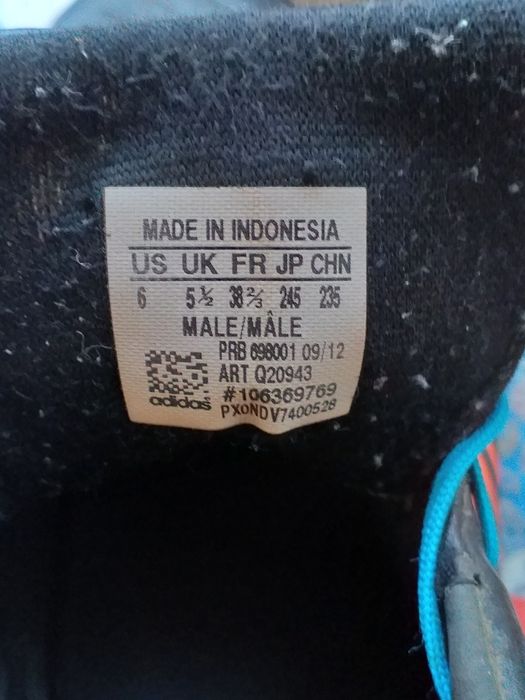 MADE IN INDONESIA
US UK FR JP CHN
6 5½ 38⅔ 245 235
MALE/MÂLE
PRB 698001 09/12
ART Q20943
#106369769
adidas PXONDV7400528